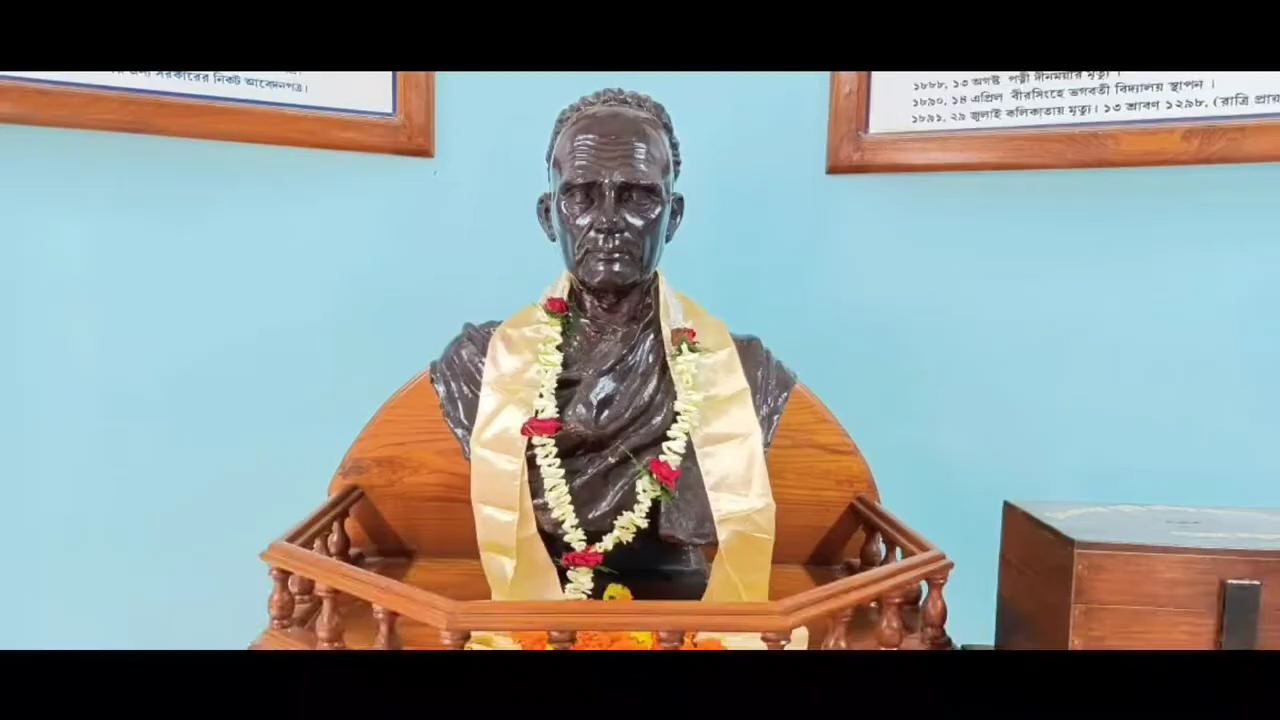 জন্য সরকারের নিকট আবেদনপত্র।
১৮৮৮, ১৩ অগস্ট পত্নী দীনময়ীর মৃত্যু।
১৮৯০, ১৪ এপ্রিল বীরসিংহে ভগবতী বিদ্যালয় স্থাপন।
১৮৯১, ২৯ জুলাই কলিকাতায় মৃত্যু। ১৩ শ্রাবণ ১২৯৮, (রাত্রি প্রায়